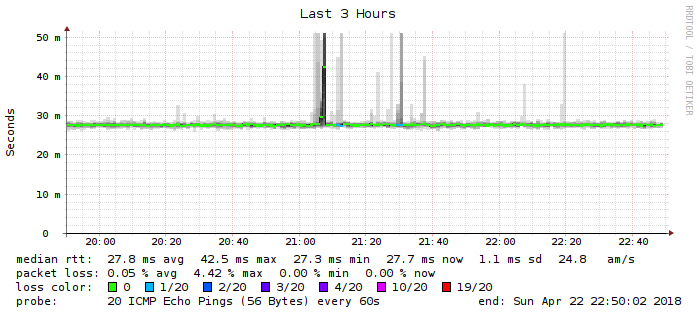 Last 3 Hours
RRDTOOL / TOBI OETIKER
Seconds
50 m
40 m
30 m
20 m
10 m
0
20:00 20:20 20:40 21:00 21:20 21:40 22:00 22:20 22:40
median rtt: 27.8 ms avg 42.5 ms max 27.3 ms min 27.7 ms now 1.1 ms sd 24.8 am/s
packet loss: 0.05 % avg 4.42 % max 0.00 % min 0.00 % now
loss color: 0 1/20 2/20 3/20 4/20 10/20 19/20
probe: 20 ICMP Echo Pings (56 Bytes) every 60s end: Sun Apr 22 22:50:02 2018